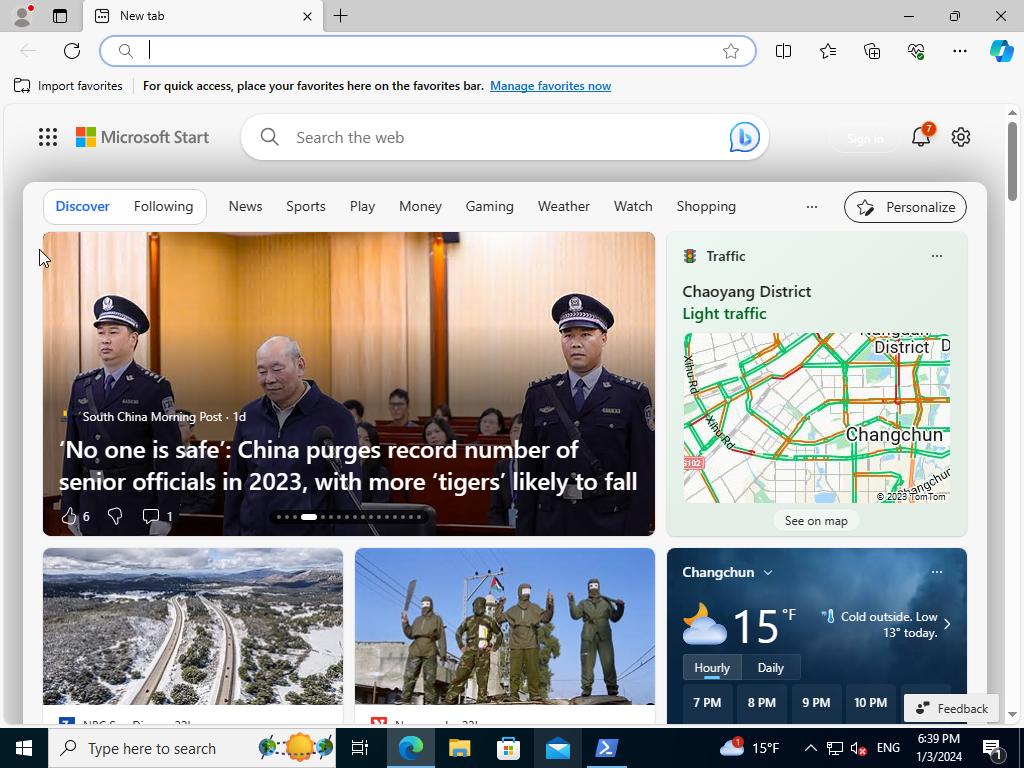 New tab
Import favorites
For quick access, place your favorites here on the favorites bar. Manage favorites now
Microsoft Start
Search the web
Sign in
7
Discover
Following
News
Sports
Play
Money
Gaming
Weather
Watch
Shopping
Personalize
South China Morning Post · 1d
‘No one is safe’: China purges record number of
senior officials in 2023, with more ‘tigers’ likely to fall
6
1
Traffic
Chaoyang District
Light traffic
District
Xihu Rd
Xihu Rd
Changchun
G102
Changchun
© 2023 TomTom
See on map
Changchun
15 °F
Cold outside. Low
13° today.
Hourly
Daily
7 PM
8 PM
9 PM
10 PM
Feedback
Type here to search
1
15°F
ENG
6:39 PM
1/3/2024
1